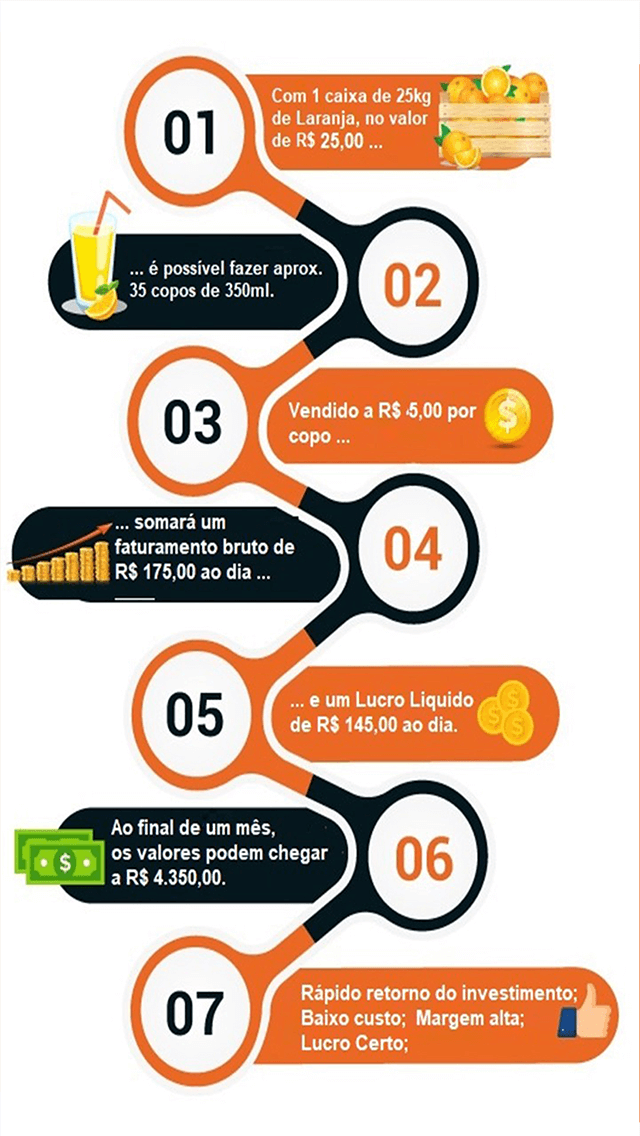 01
Com 1 caixa de 25kg
de Laranja, no valor
de R$ 25,00 ...
... é possível fazer aprox.
35 copos de 350ml.
02
03
Vendido a R$ 5,00 por
copo ...
... somará um
faturamento bruto de
R$ 175,00 ao dia ...
04
05
... e um Lucro Liquido
de R$ 145,00 ao dia.
Ao final de um mês,
os valores podem chegar
a R$ 4.350,00.
06
07
Rápido retorno do investimento;
Baixo custo; Margem alta;
Lucro Certo;